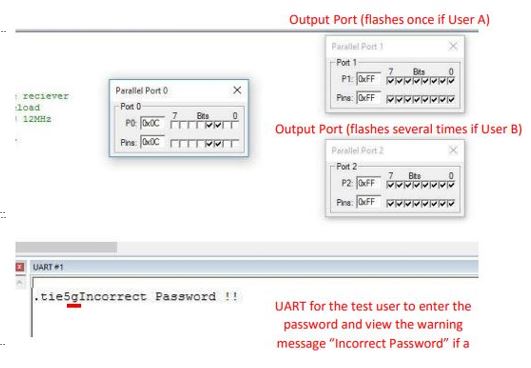 Output Port (flashes once if User A)
Parallel Port 1
Port 1
7 Bits 0
P1: 0xFF
Pins: 0xFF
e reciever
eload
12MHz
Parallel Port 0
Port 0
7 Bits 0
P0: 0x0C
Pins: 0x0C
Output Port (flashes several times if User B)
Parallel Port 2
Port 2
7 Bits 0
P2: 0xFF
Pins: 0xFF
UART #1
.tie5gIncorrect Password !!
UART for the test user to enter the
password and view the warning
message “Incorrect Password” if a